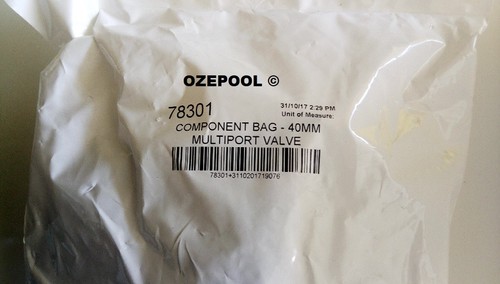 OZEPOOL ©
78301
31/10/17 2:29 PM
Unit of Measure:
COMPONENT BAG - 40MM
MULTIPORT VALVE
78301+3110201719076